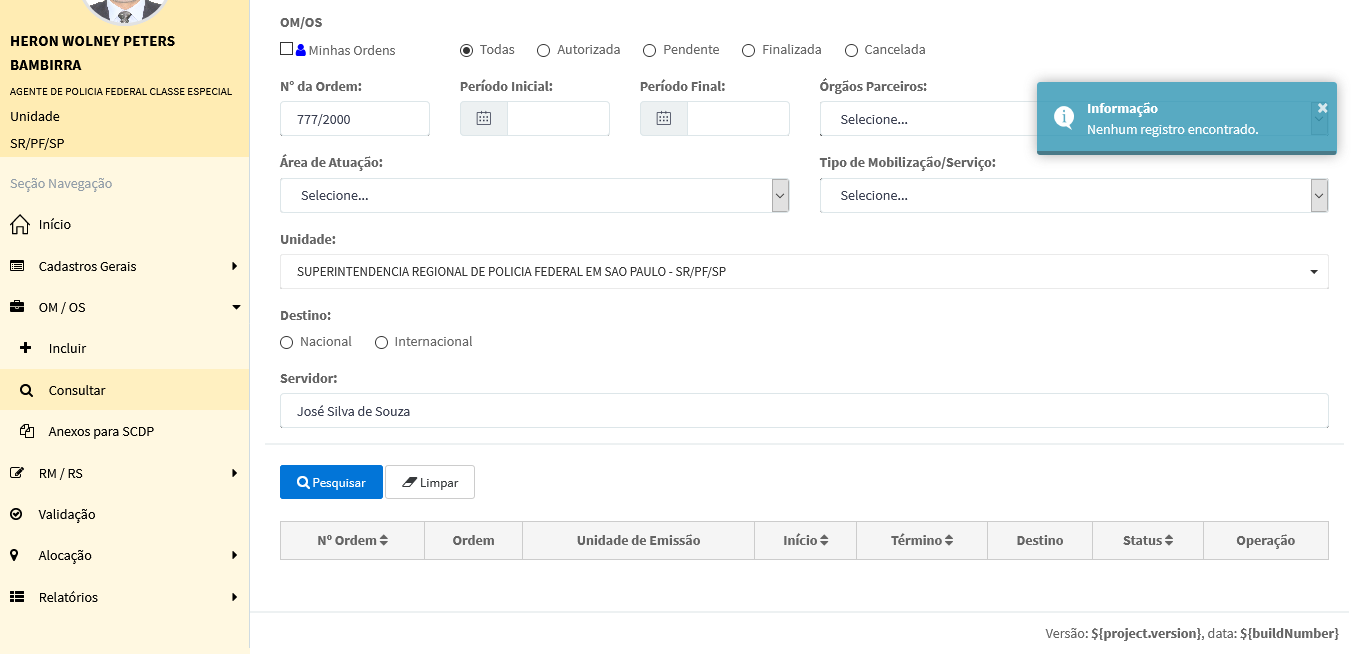 HERON WOLNEY PETERS
BAMBIRRA
AGENTE DE POLICIA FEDERAL CLASSE ESPECIAL
Unidade
SR/PF/SP
Seção Navegação
Início
Cadastros Gerais
OM / OS
Incluir
Consultar
Anexos para SCDP
RM / RS
Validação
Alocação
Relatórios
OM/OS
Minhas Ordens Todas Autorizada Pendente Finalizada Cancelada
N° da Ordem: Período Inicial: Período Final: Órgãos Parceiros:
777/2000 Selecione...
Informação ×
Nenhum registro encontrado.
Área de Atuação: Tipo de Mobilização/Serviço:
Selecione... Selecione...
Unidade:
SUPERINTENDENCIA REGIONAL DE POLICIA FEDERAL EM SAO PAULO - SR/PF/SP
Destino:
Nacional Internacional
Servidor:
José Silva de Souza
Pesquisar Limpar
Nº Ordem Ordem Unidade de Emissão Início Término Destino Status Operação
Versão: ${project.version}, data: ${buildNumber}